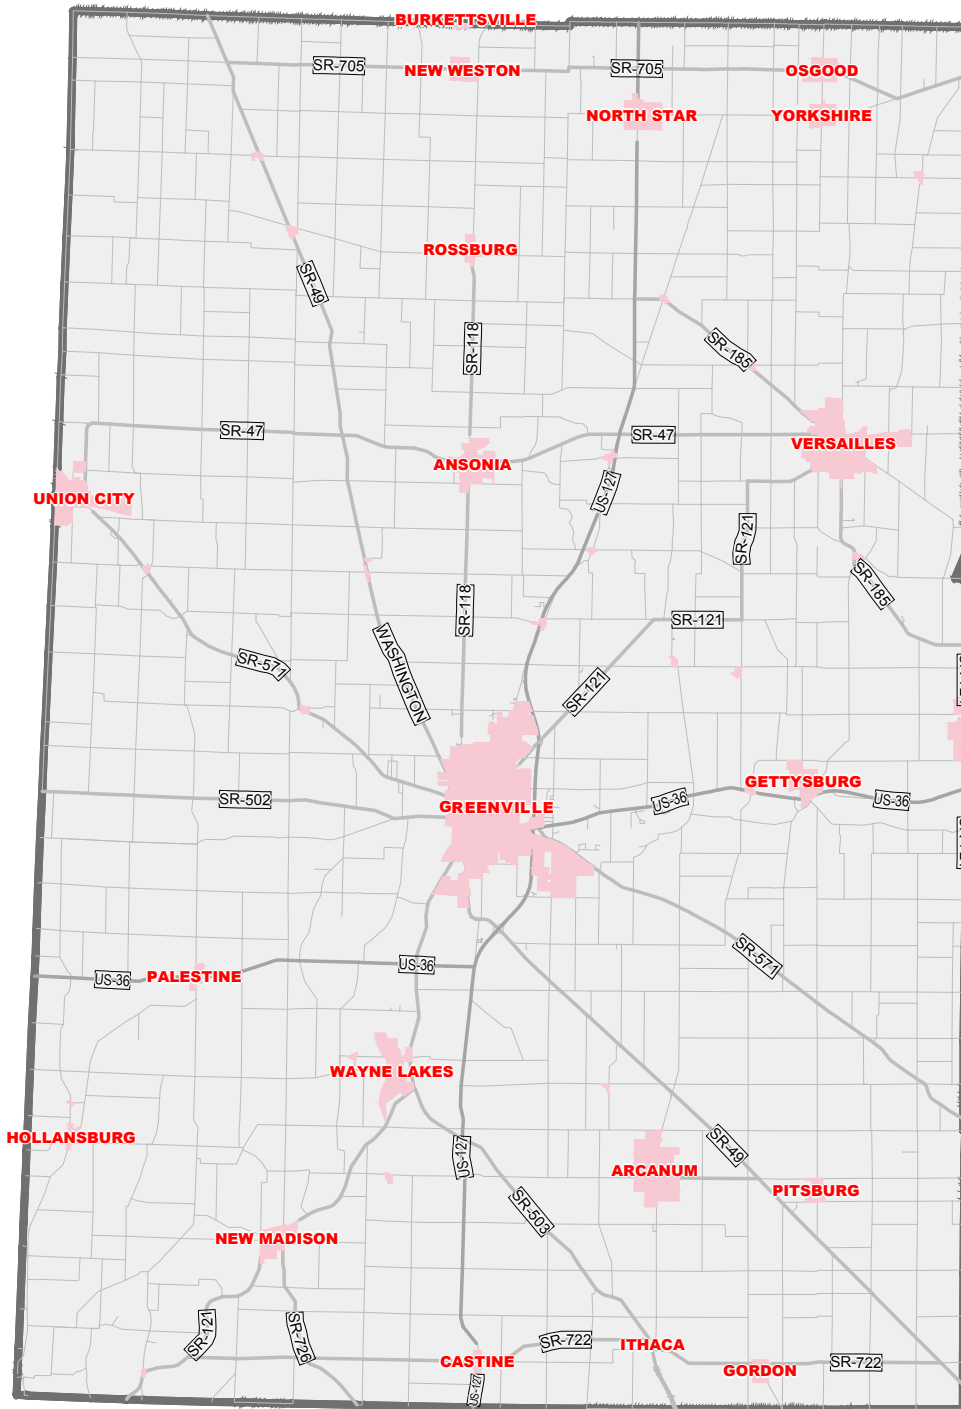 BURKETTSVILLE
SR-705
NEW WESTON
SR-705
OSGOOD
NORTH STAR
YORKSHIRE
ROSSBURG
SR-49
SR-118
SR-185
SR-47
SR-47
VERSAILLES
ANSONIA
UNION CITY
US-127
SR-121
SR-185
SR-118
SR-121
WASHINGTON
SR-571
SR-121
GETTYSBURG
SR-502
GREENVILLE
US-36
US-36
SR-571
US-36
PALESTINE
US-36
WAYNE LAKES
HOLLANSBURG
US-127
SR-49
ARCANUM
PITSBURG
SR-503
NEW MADISON
SR-121
SR-726
SR-722
ITHACA
CASTINE
GORDON
SR-722
US-127